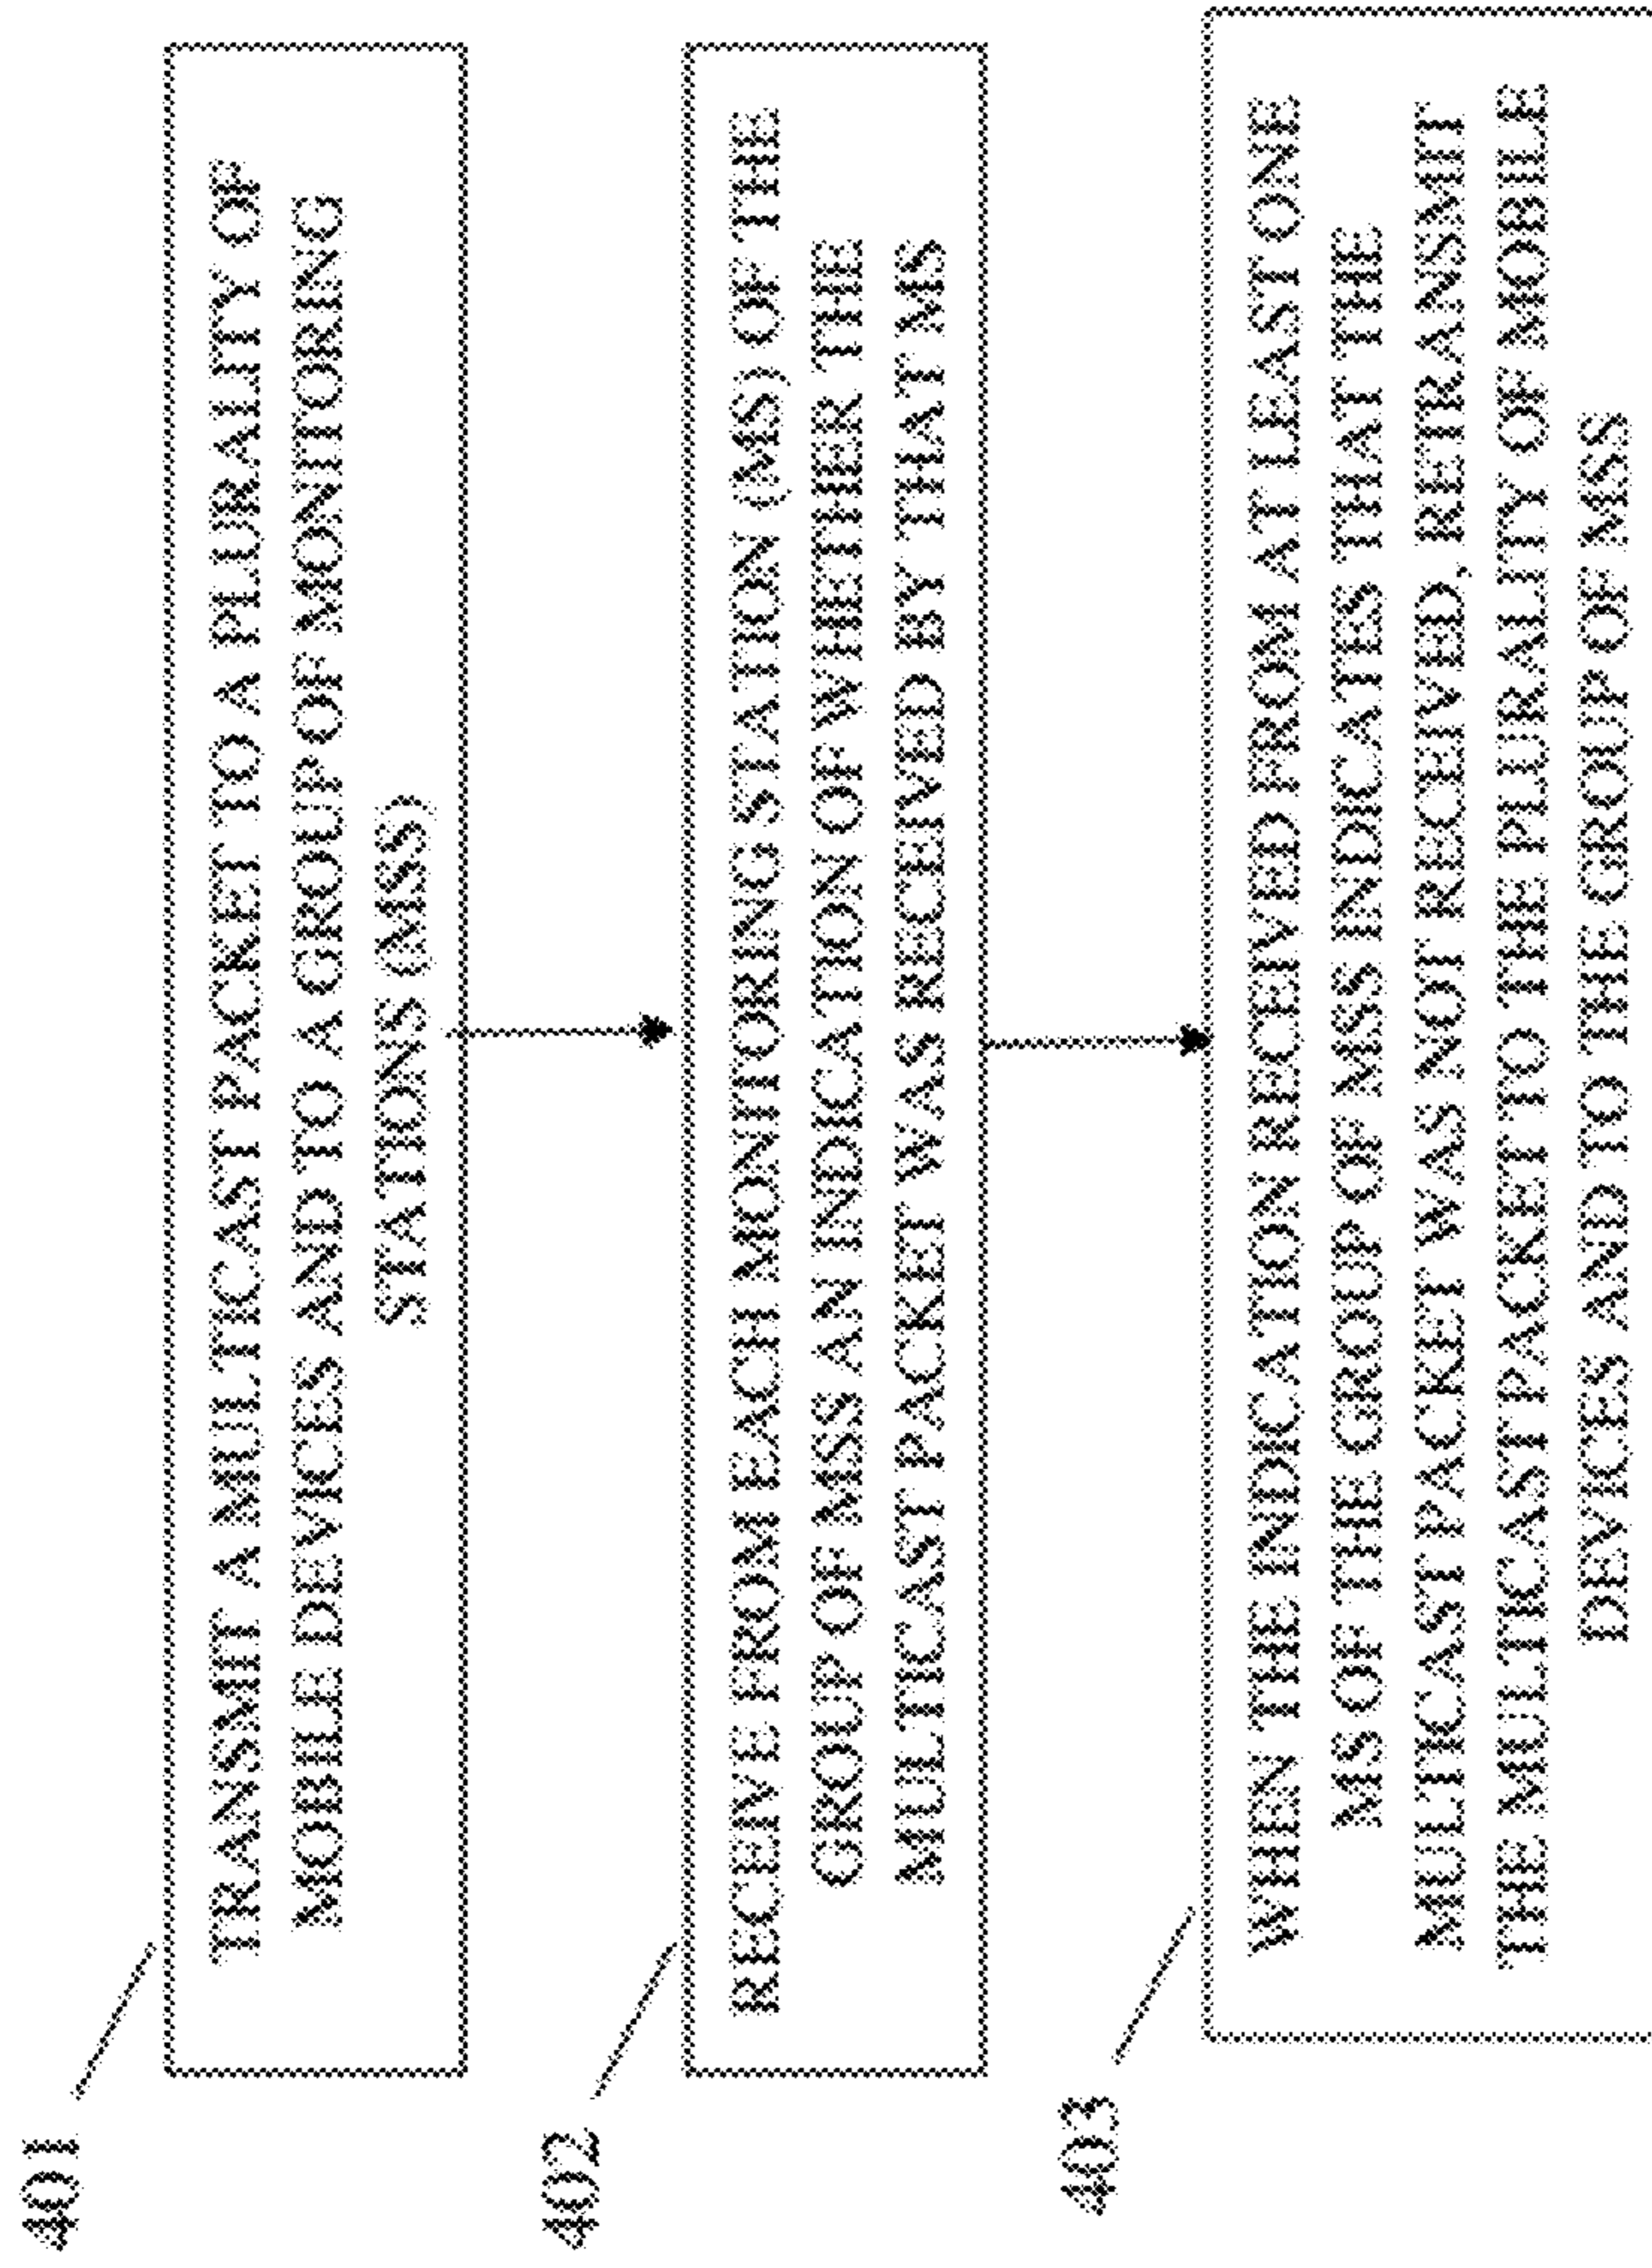 401
TRANSMIT A MULTICAST PACKET TO A PLURALITY OF
MOBILE DEVICES AND TO A GROUP OF MONITORING
STATIONS (MSS)
402
RECEIVE FROM EACH MONITORING STATION (MS) OF THE
GROUP OF MSS AN INDICATION OF WHETHER THE
MULTICAST PACKET WAS RECEIVED BY THAT MS
403
WHEN THE INDICATION RECEIVED FROM AT LEAST ONE
MS OF THE GROUP OF MSS INDICATES THAT THE
MULTICAST PACKET WAS NOT RECEIVED, RETRANSMIT
THE MULTICAST PACKET TO THE PLURALITY OF MOBILE
DEVICES AND TO THE GROUP OF MSS